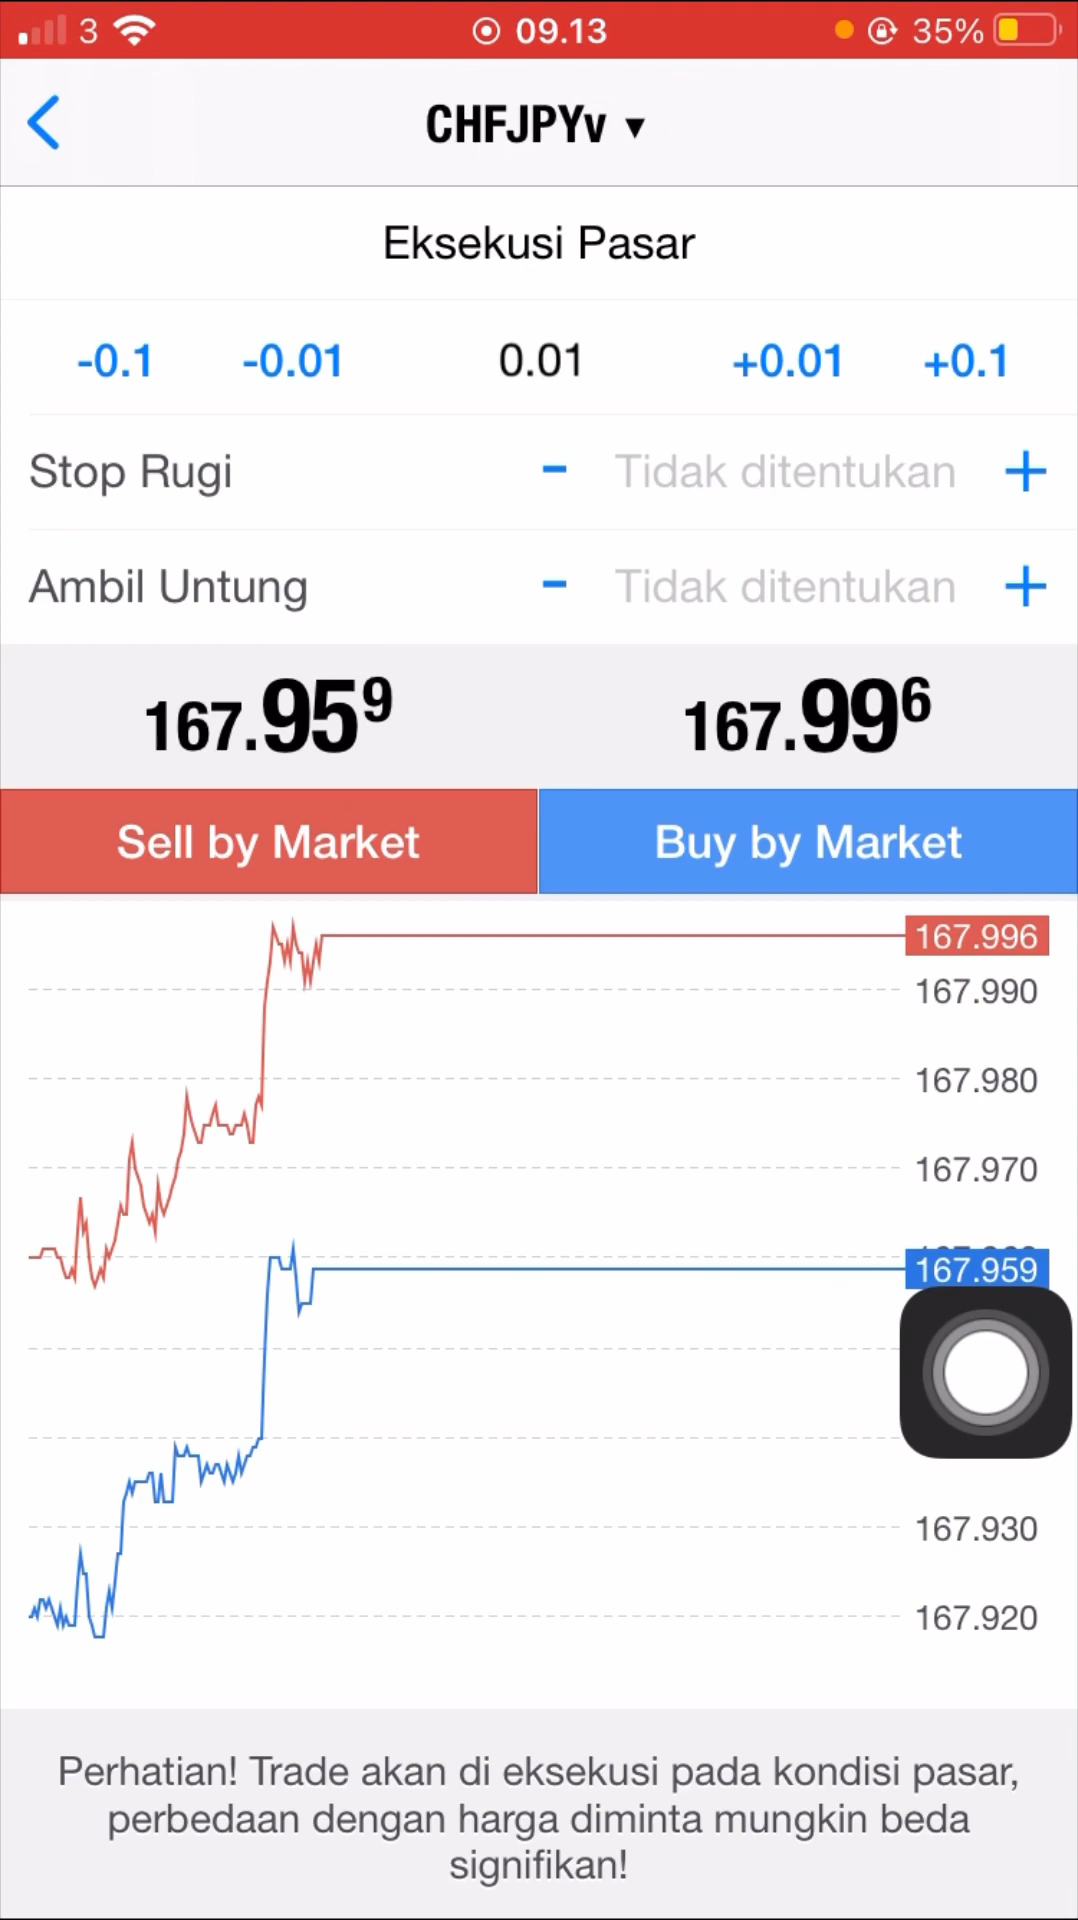 3 09.13 35%
CHFJPYv ▼
Eksekusi Pasar
-0.1 -0.01 0.01 +0.01 +0.1
Stop Rugi - Tidak ditentukan +
Ambil Untung - Tidak ditentukan +
167.959 167.996
Sell by Market Buy by Market
167.996
167.990
167.980
167.970
167.959
167.930
167.920
Perhatian! Trade akan di eksekusi pada kondisi pasar,
perbedaan dengan harga diminta mungkin beda
signifikan!